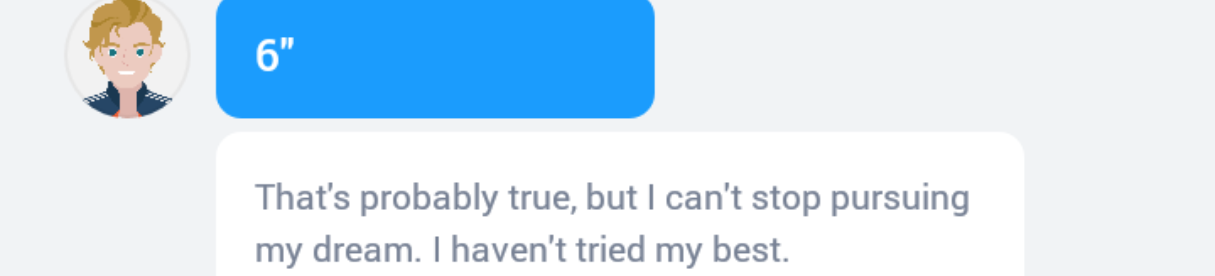 6"
That's probably true, but I can't stop pursuing
my dream. I haven't tried my best.